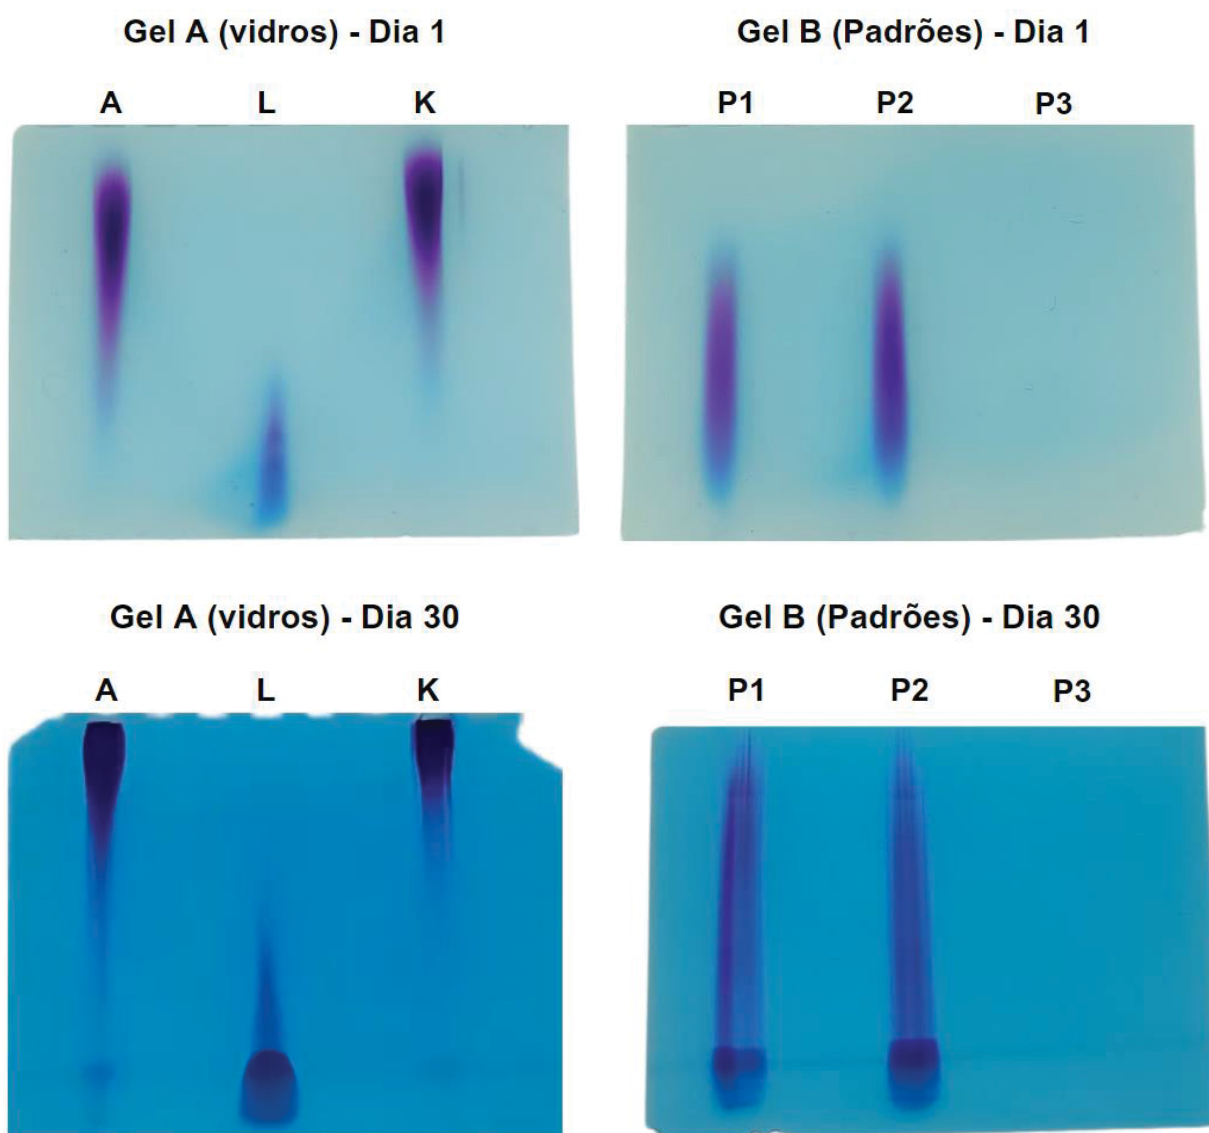 Gel A (vidros) - Dia 1
Gel B (Padrões) - Dia 1
A L K
P1 P2 P3
Gel A (vidros) - Dia 30
Gel B (Padrões) - Dia 30
A L K
P1 P2 P3